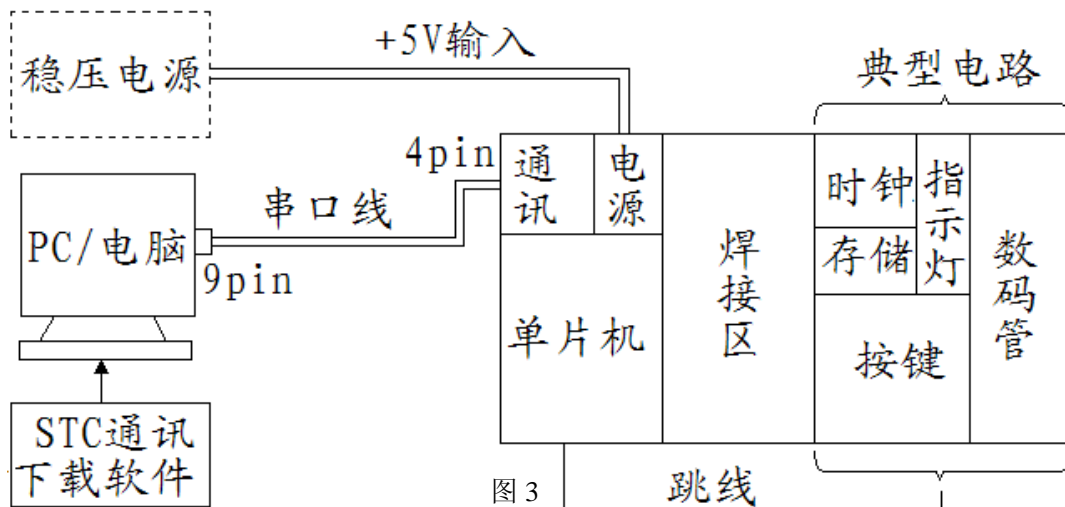 +5V输入
稳压电源
典型电路
4pin
通讯
电源
时钟
指示灯
串口线
PC/电脑
焊接区
存储
数码管
9pin
单片机
按键
STC通讯
下载软件
图 3
跳线